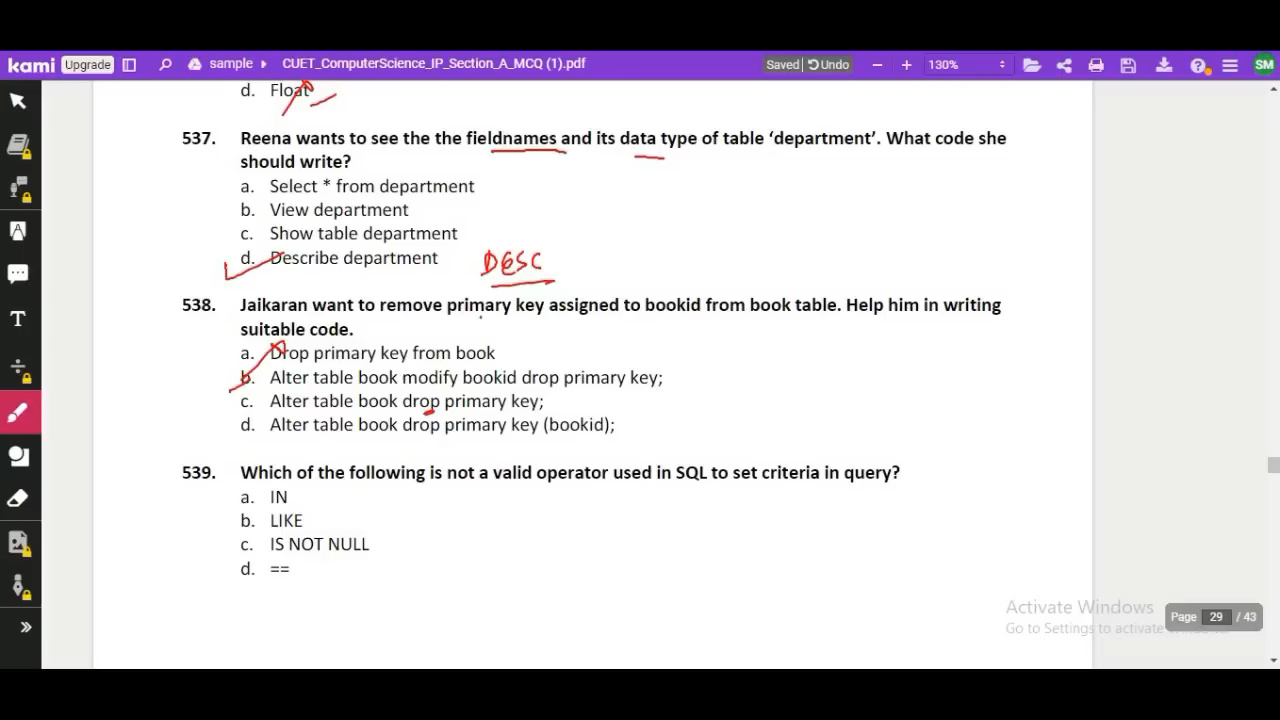 kami Upgrade sample CUET_ComputerScience_IP_Section_A_MCQ (1).pdf Saved Undo 130% SM
d. Float
537. Reena wants to see the the fieldnames and its data type of table ‘department’. What code she
should write?
a. Select * from department
b. View department
c. Show table department
d. Describe department DESC
538. Jaikaran want to remove primary key assigned to bookid from book table. Help him in writing
suitable code.
a. Drop primary key from book
b. Alter table book modify bookid drop primary key;
c. Alter table book drop primary key;
d. Alter table book drop primary key (bookid);
539. Which of the following is not a valid operator used in SQL to set criteria in query?
a. IN
b. LIKE
c. IS NOT NULL
d. ==
Activate Windows
Page 29 / 43
Go to Settings to activate